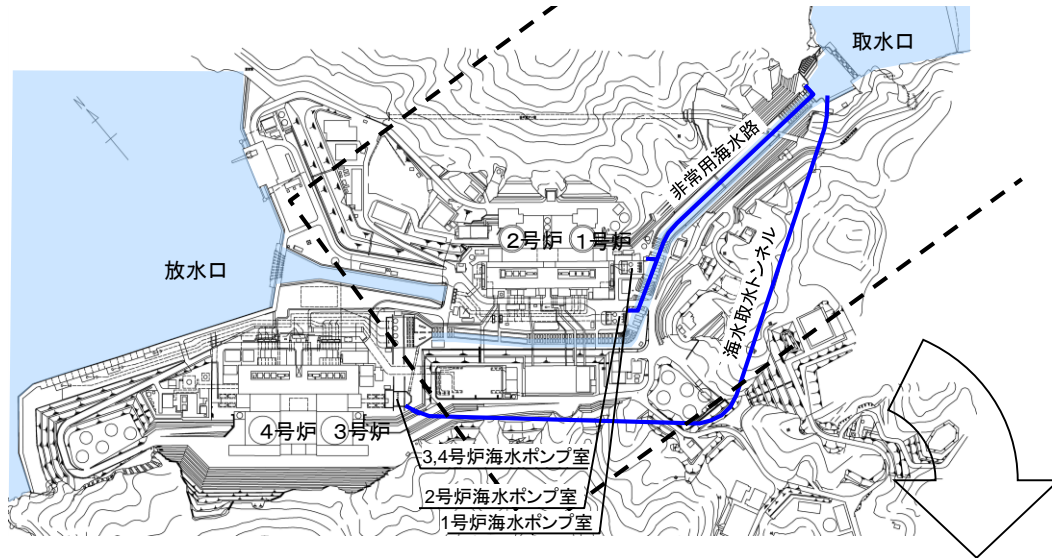 取水口
N
非常用海水路
2号炉
1号炉
放水口
海水取水トンネル
4号炉
3号炉
3,4号炉海水ポンプ室
2号炉海水ポンプ室
1号炉海水ポンプ室